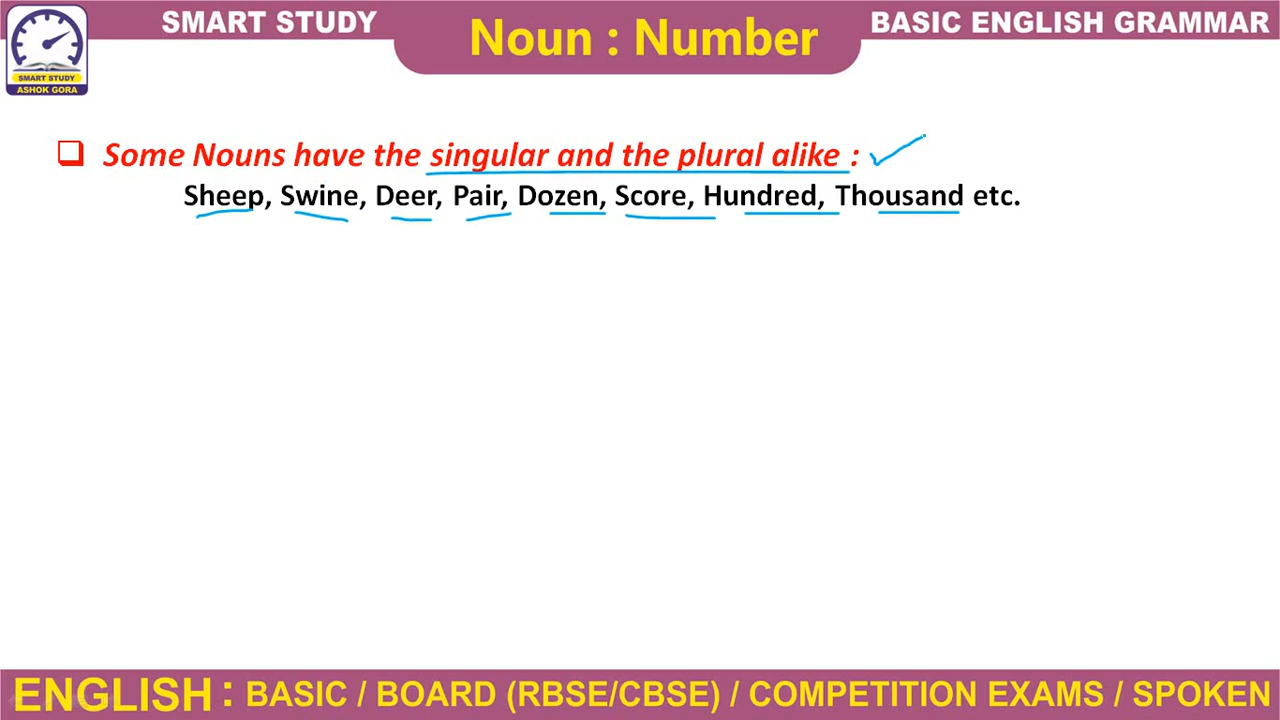 SMART STUDY
Noun : Number
BASIC ENGLISH GRAMMAR
SMART STUDY
ASHOK GORA
Some Nouns have the singular and the plural alike :
Sheep, Swine, Deer, Pair, Dozen, Score, Hundred, Thousand etc.
ENGLISH : BASIC / BOARD (RBSE/CBSE) / COMPETITION EXAMS / SPOKEN